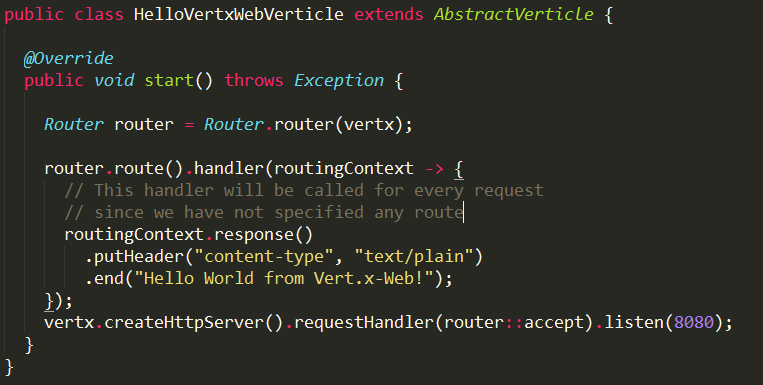 public class HelloVertxWebVerticle extends AbstractVerticle {
@Override
public void start() throws Exception {
Router router = Router.router(vertx);
router.route().handler(routingContext -> {
// This handler will be called for every request
// since we have not specified any route
routingContext.response()
.putHeader("content-type", "text/plain")
.end("Hello World from Vert.x-Web!");
});
vertx.createHttpServer().requestHandler(router::accept).listen(8080);
}
}